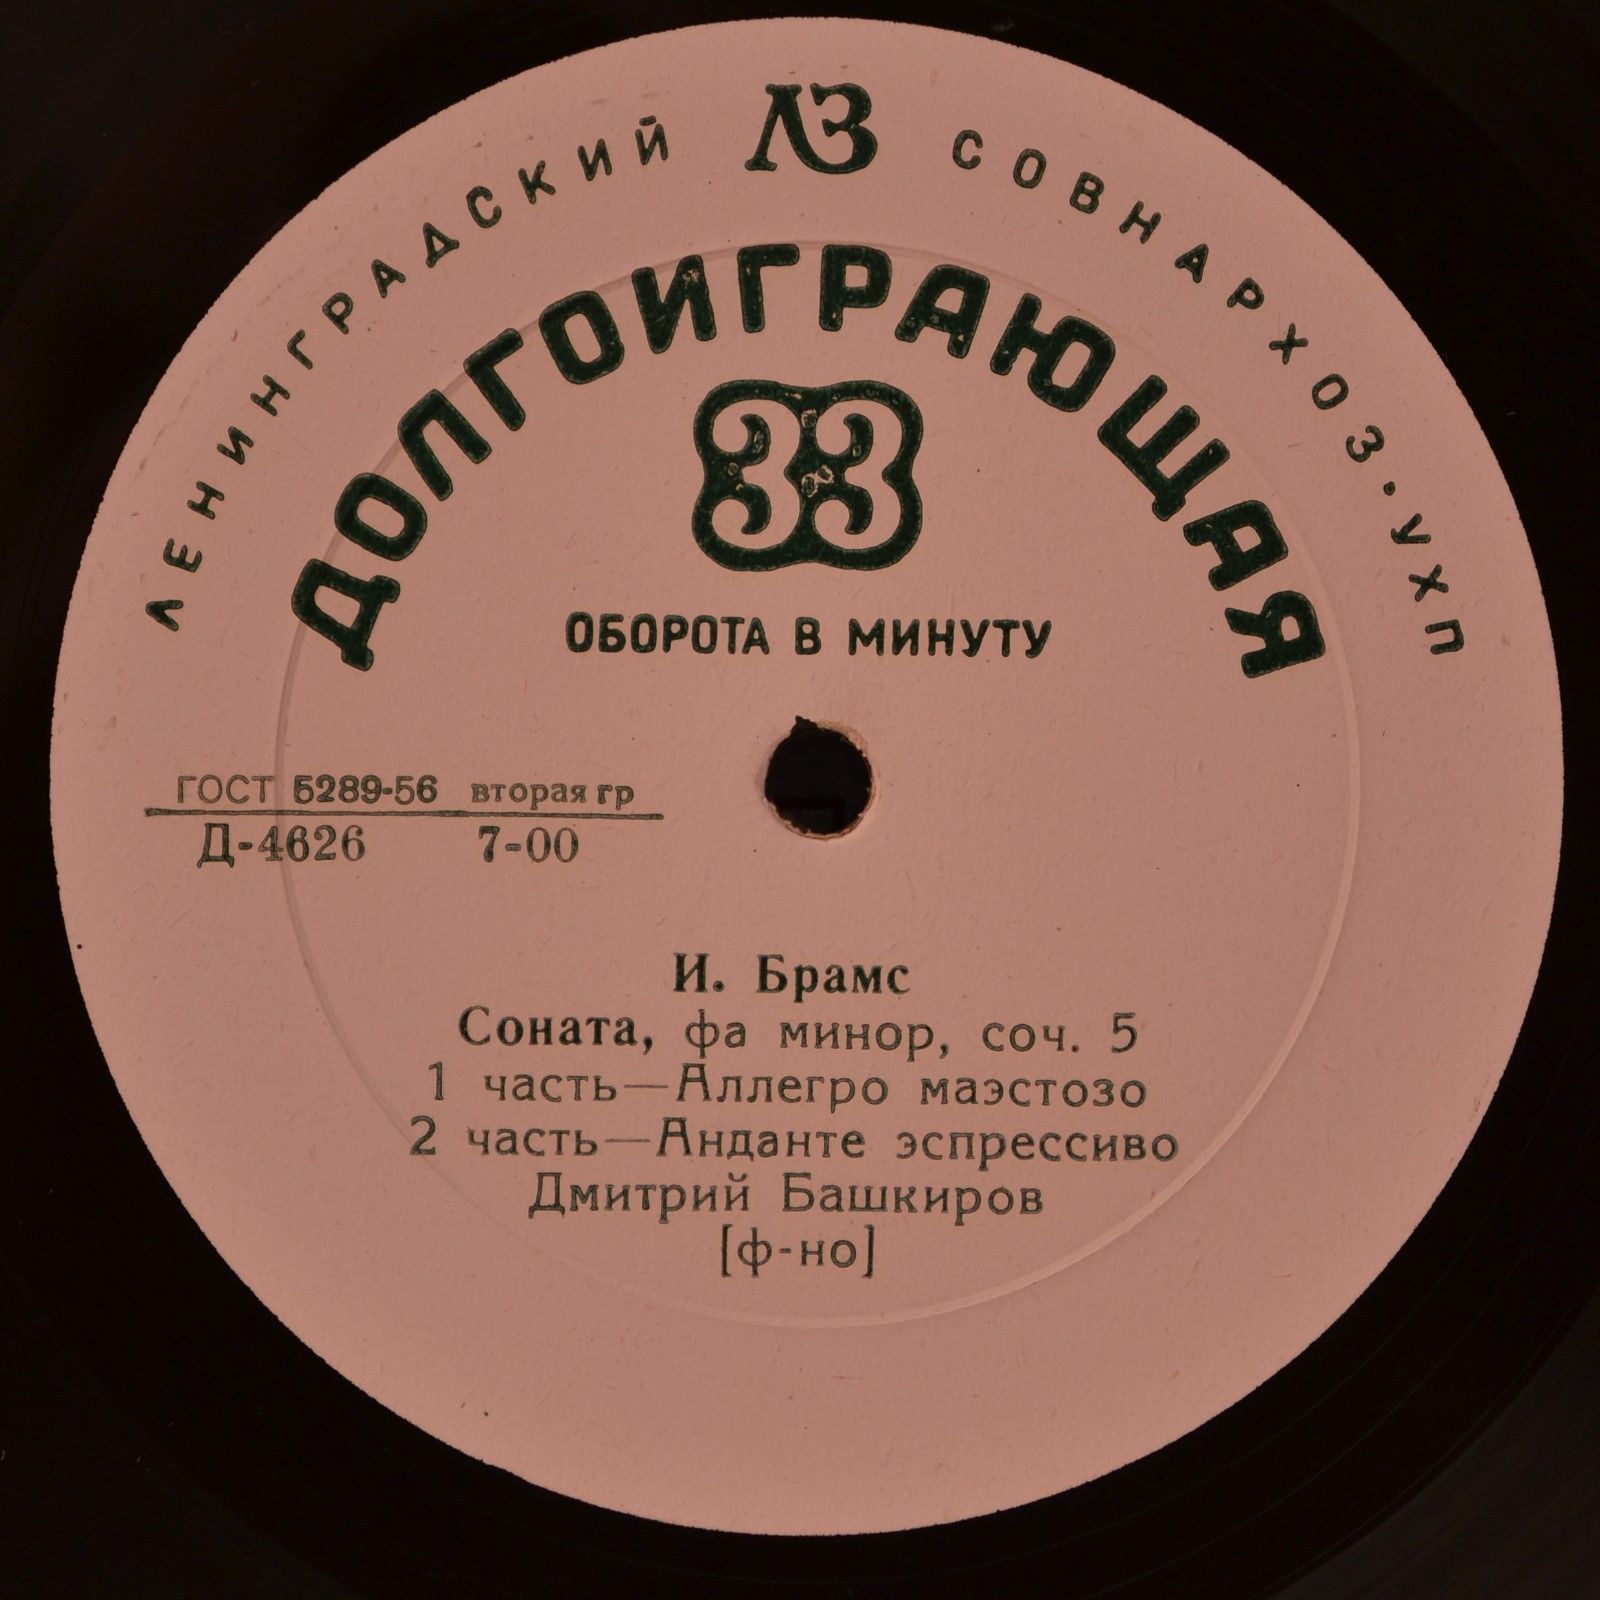 ЛЕНИНГРАДСКИЙ ЛЗ СОВНАРХОЗ·УХП
ДОЛГОИГРАЮЩАЯ
33
ОБОРОТА В МИНУТУ
ГОСТ 5289-56 вторая гр
Д-4626 7-00
И. Брамс
Соната, фа минор, соч. 5
1 часть—Аллегро маэстозо
2 часть—Анданте эспрессиво
Дмитрий Башкиров
[ф-но]